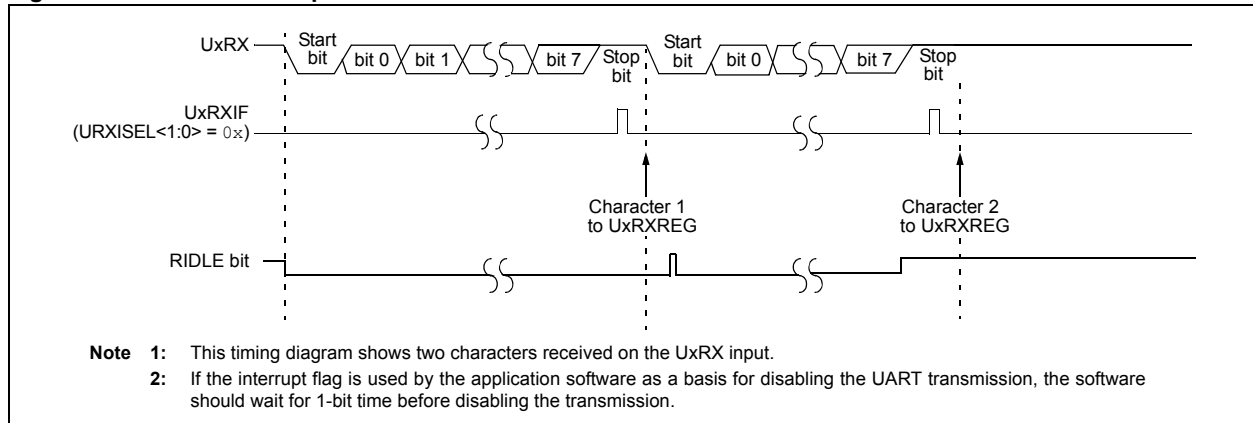 UxRX
Start
bit
bit 0
bit 1
bit 7
Stop
bit
Start
bit
bit 0
bit 7
Stop
bit
UxRXIF
(URXISEL<1:0> = 0x)
Character 1
to UxRXREG
Character 2
to UxRXREG
RIDLE bit
Note 1: This timing diagram shows two characters received on the UxRX input.
2: If the interrupt flag is used by the application software as a basis for disabling the UART transmission, the software
should wait for 1-bit time before disabling the transmission.